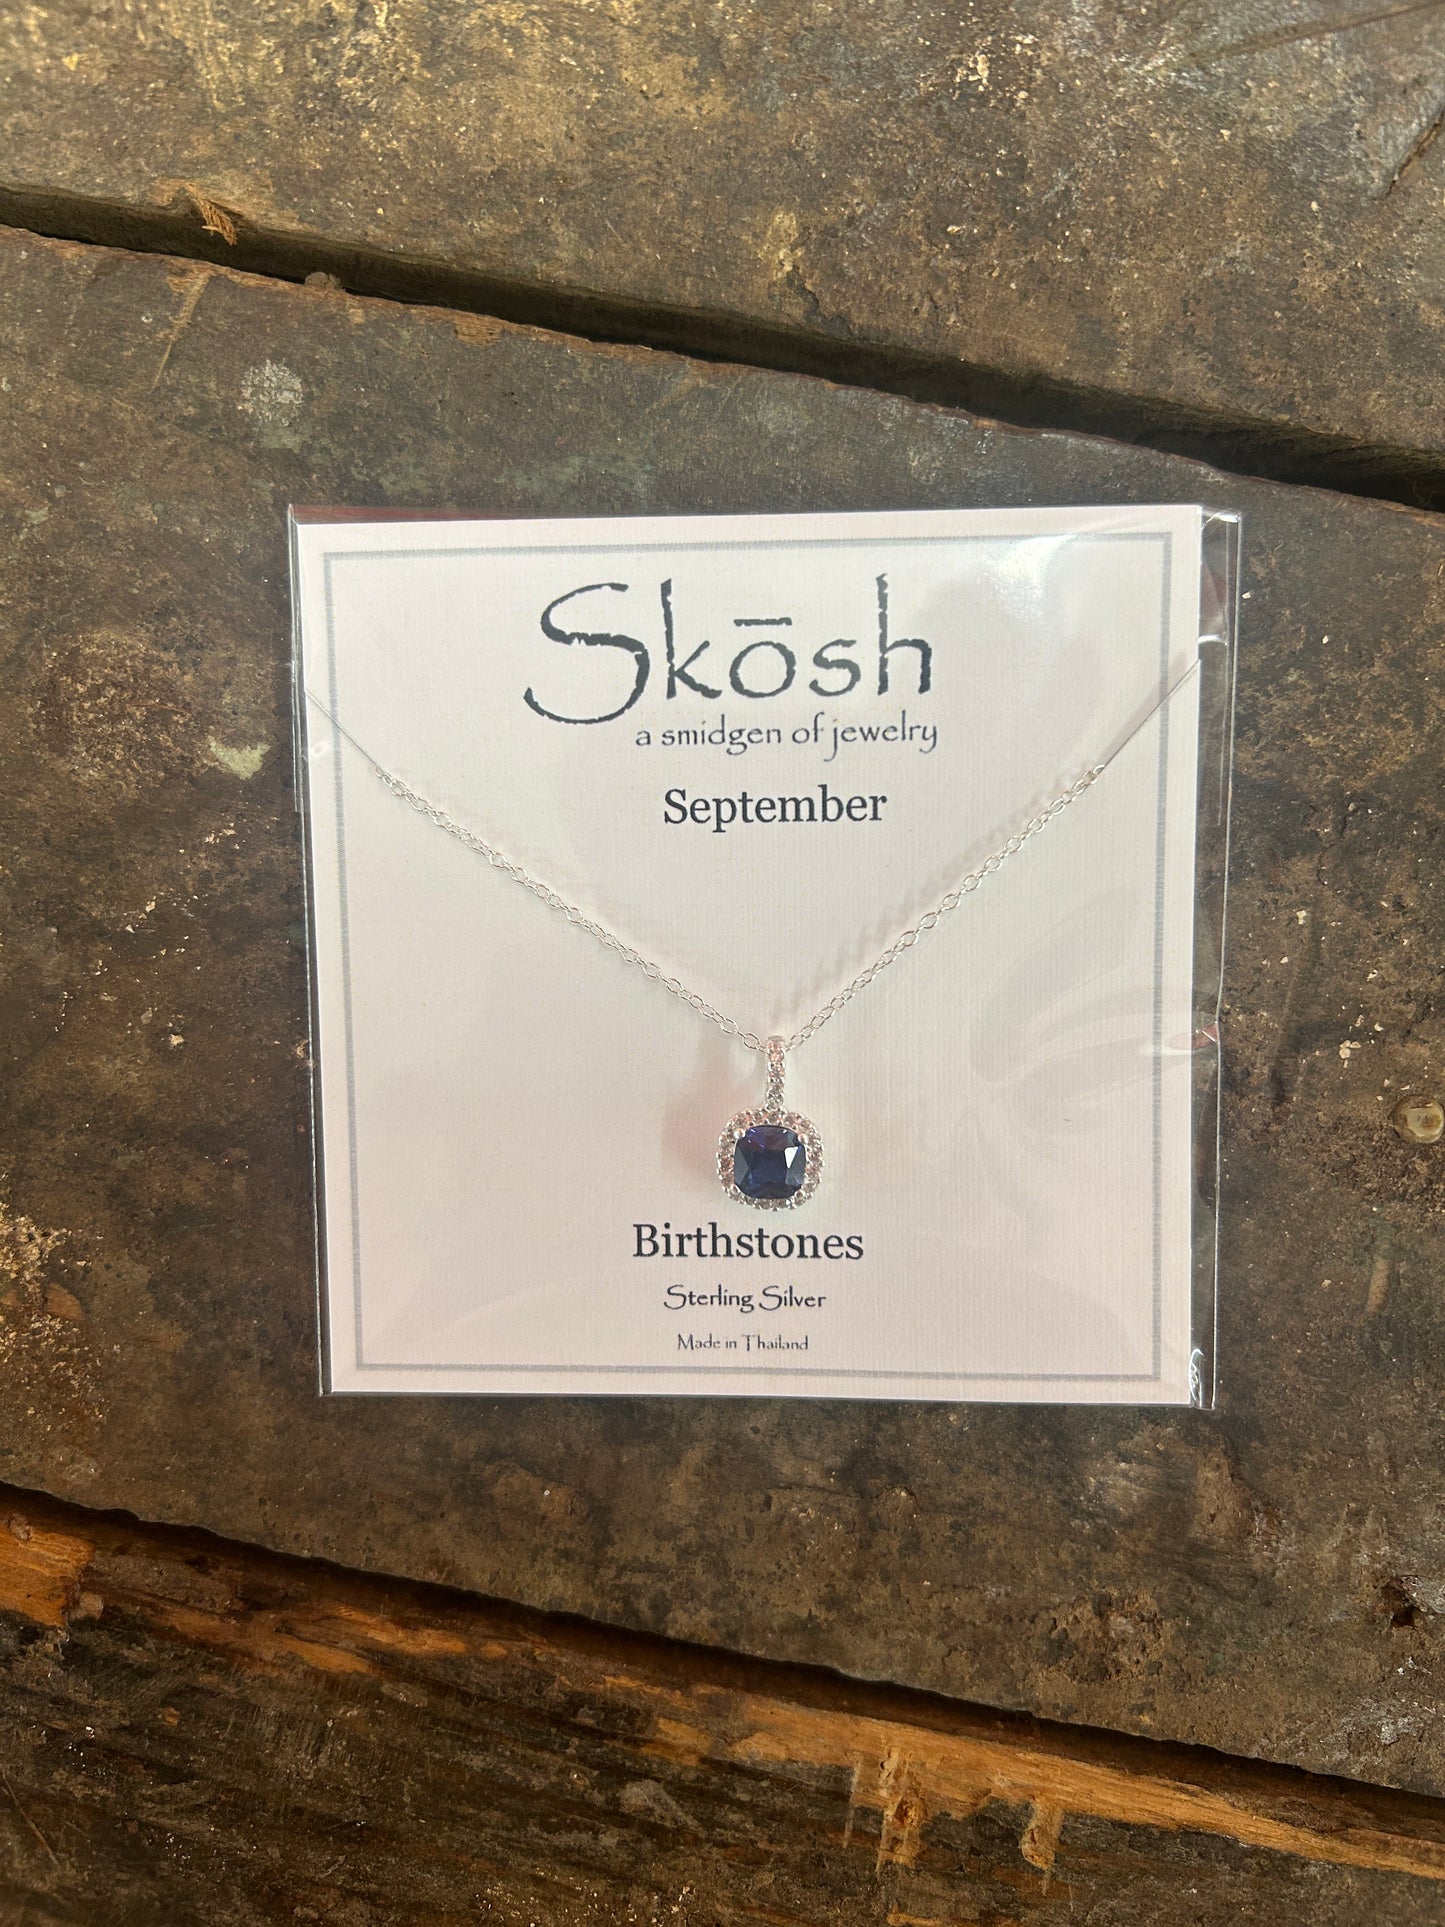 Skōsh
a smidgen of jewelry
September
Birthstones
Sterling Silver
Made in Thailand